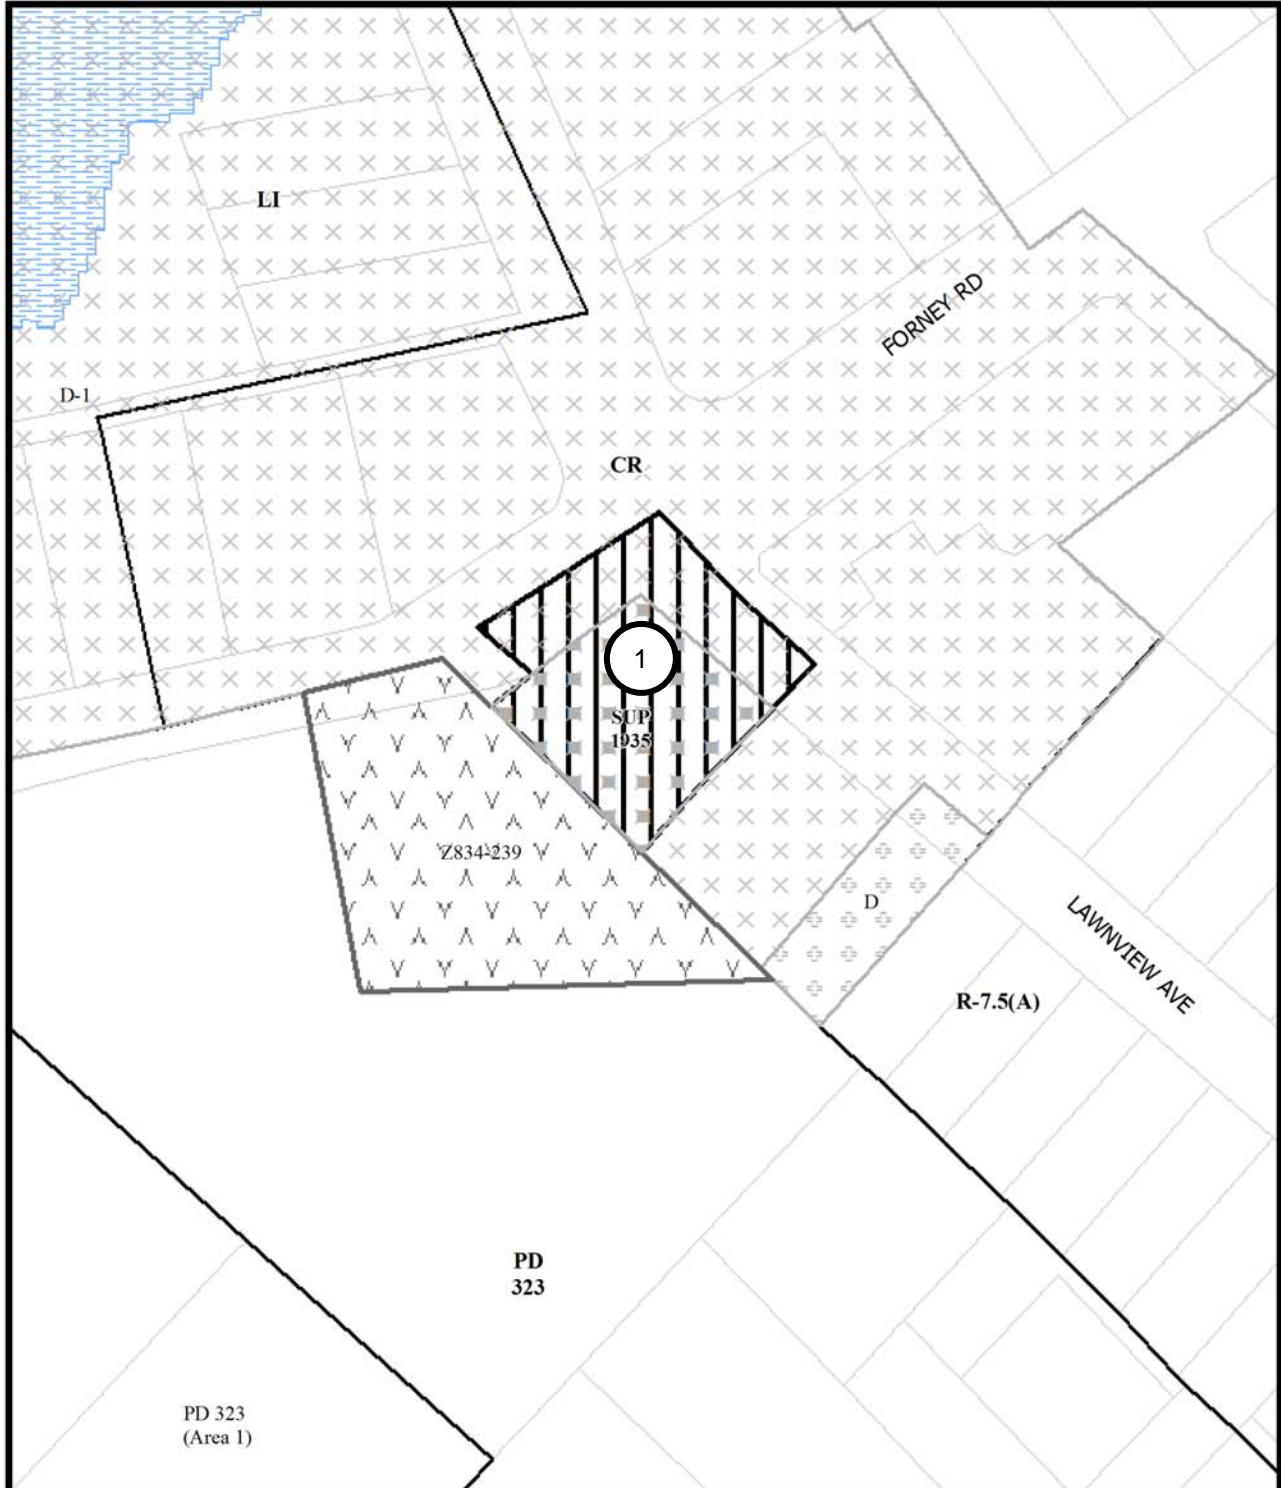 LI
FORNEY RD
D-1
CR
1
SUP
1935
Z834-239
D
LAWNVIEW AVE
R-7.5(A)
PD
323
PD 323
(Area 1)